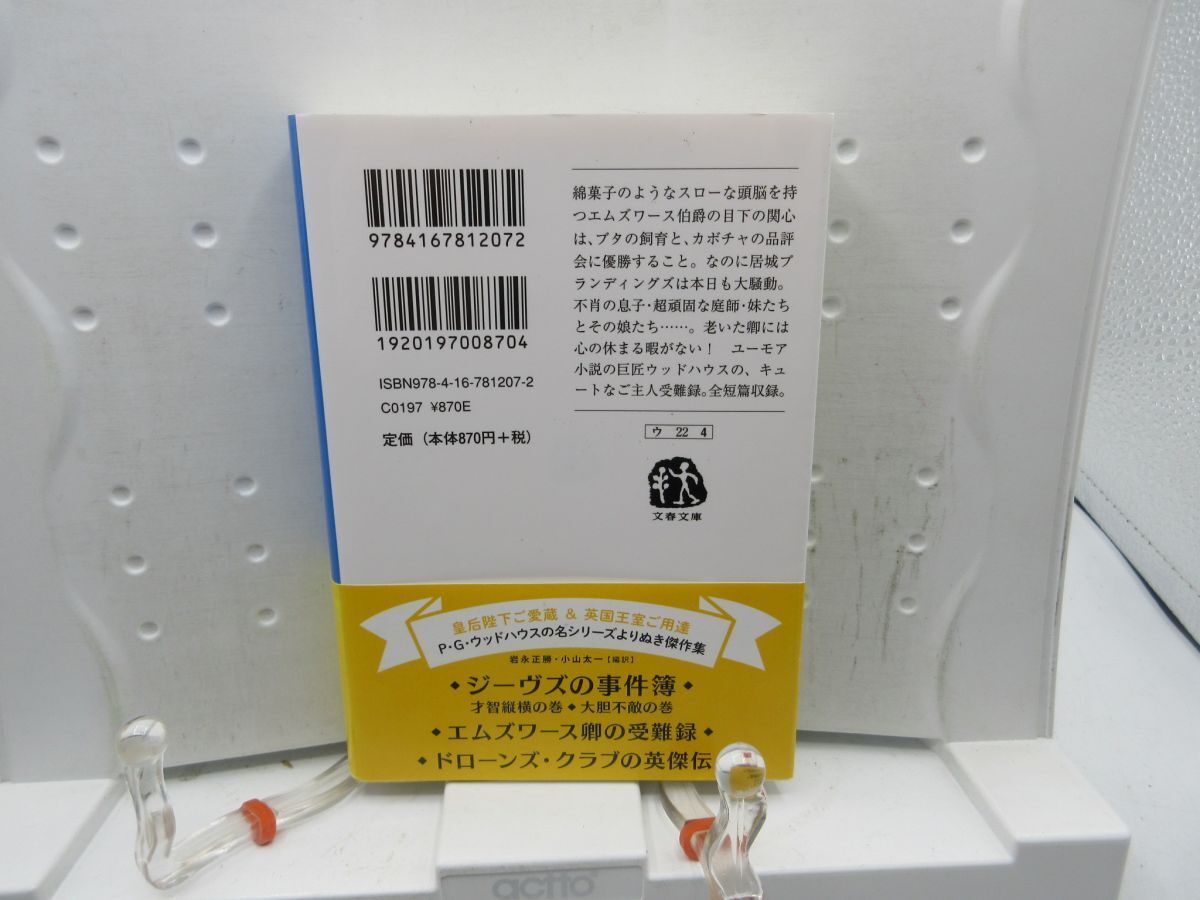 9784167812072
1920197008704
ISBN978-4-16-781207-2
C0197 ¥870E
定価（本体870円＋税）
綿菓子のようなスローな頭脳を持
つエムズワース伯爵の目下の関心
は、ブタの飼育と、カボチャの品評
会に優勝すること。なのに居城ブ
ランディングズは本日も大騒動。
不肖の息子・超頑固な庭師・妹たち
とその娘たち……。老いた卿には
心の休まる暇がない！　ユーモア
小説の巨匠ウッドハウスの、キュ
ートなご主人受難録。全短篇収録。
ウ 22 4
文春文庫
皇后陛下ご愛蔵 & 英国王室ご用達
P・G・ウッドハウスの名シリーズよりぬき傑作集
岩永正勝・小山太一【編訳】
◆ジーヴズの事件簿◆
才智縦横の巻◆大胆不敵の巻
◆エムズワース卿の受難録◆
◆ドローンズ・クラブの英傑伝
actto